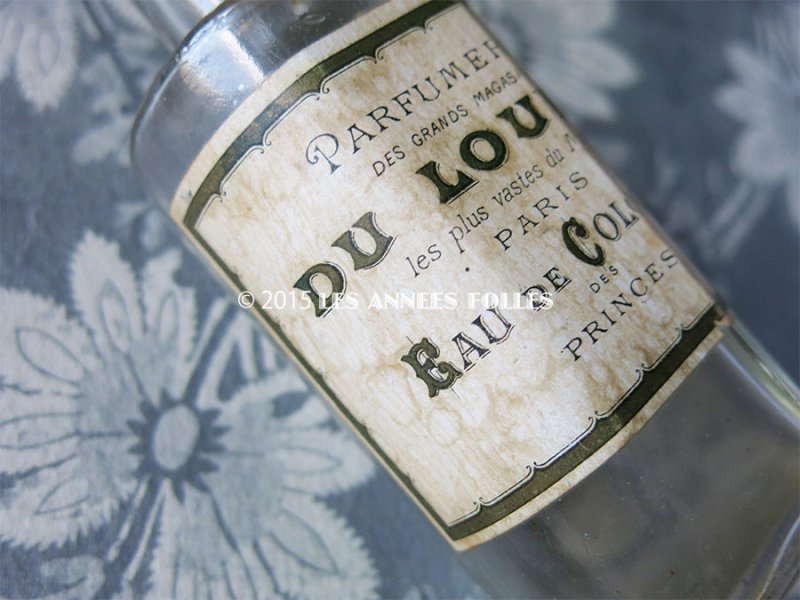 PARFUMER
DES GRANDS MAGAS
DU LOU
les plus vastes du M
PARIS
EAU DE COL
DES
PRINCES
© 2015 LES ANNEES FOLLES